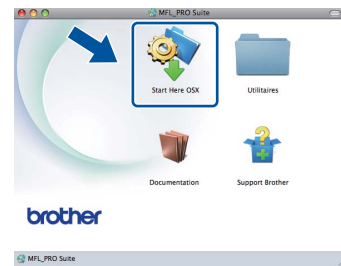 MFL_PRO Suite
Start Here OSX
Utilitaires
Documentation
Support Brother
brother
MFL_PRO Suite